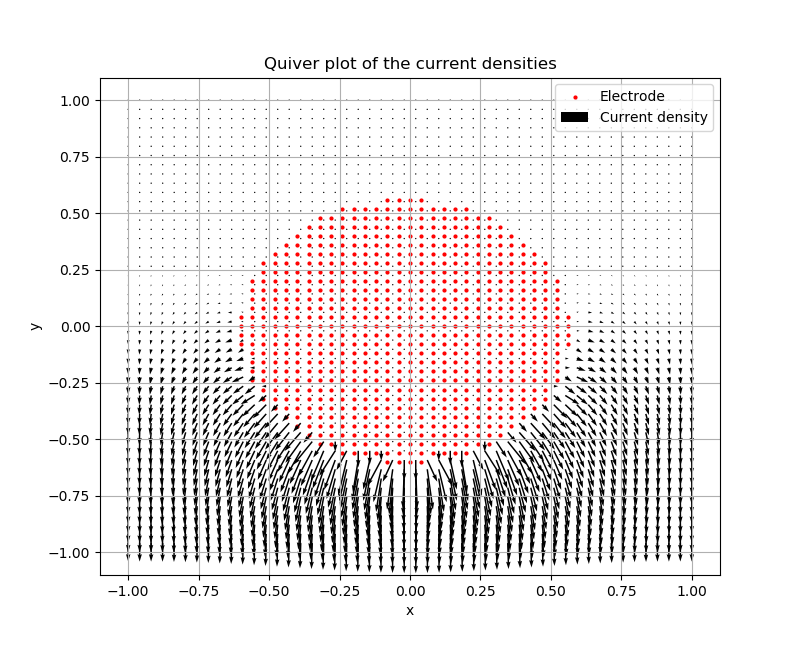 Quiver plot of the current densities
Electrode
Current density
1.00
0.75
0.50
0.25
0.00
−0.25
−0.50
−0.75
−1.00
y
−1.00 −0.75 −0.50 −0.25 0.00 0.25 0.50 0.75 1.00
x